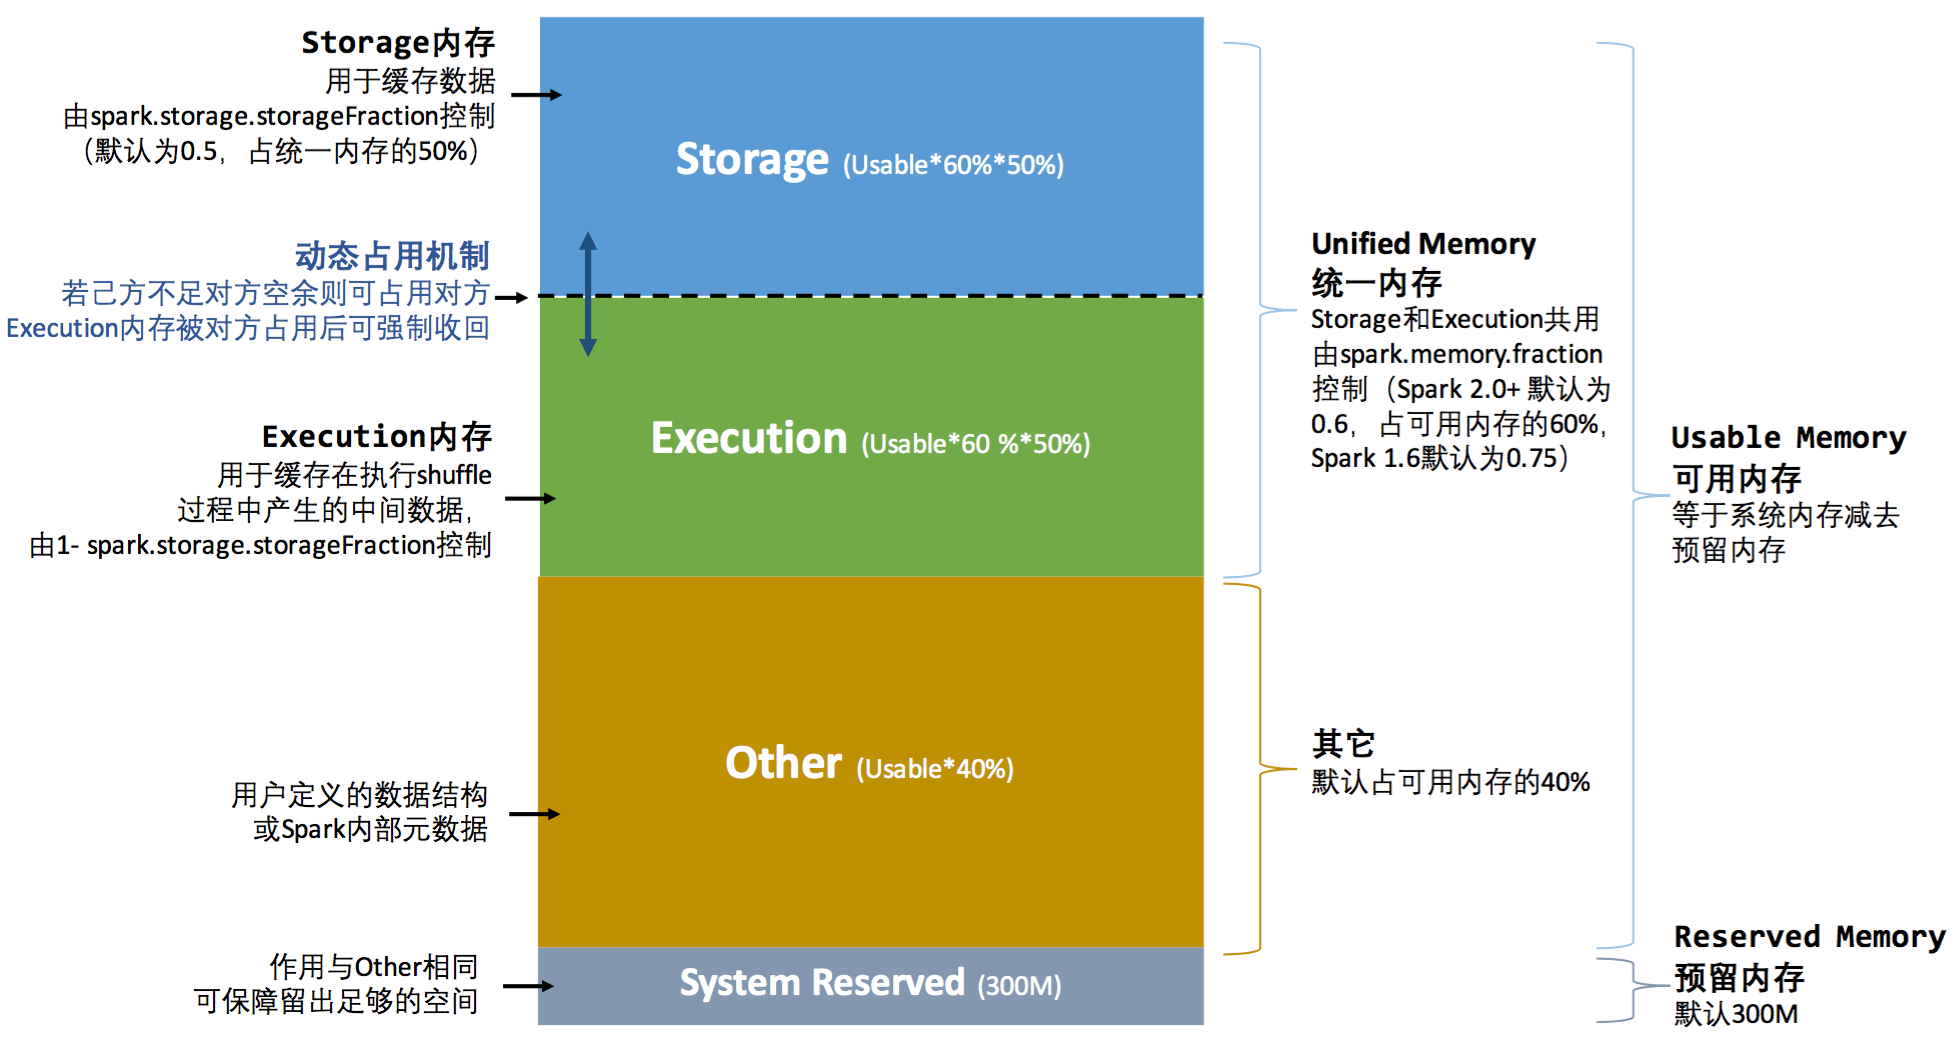 Storage内存
用于缓存数据
由spark.storage.storageFraction控制
（默认为0.5，占统一内存的50%）
动态占用机制
若己方不足对方空余则可占用对方
Execution内存被对方占用后可强制收回
Execution内存
用于缓存在执行shuffle
过程中产生的中间数据，
由1- spark.storage.storageFraction控制
用户定义的数据结构
或Spark内部元数据
作用与Other相同
可保障留出足够的空间
Storage (Usable*60%*50%)
Execution (Usable*60 %*50%)
Other (Usable*40%)
System Reserved (300M)
Unified Memory
统一内存
Storage和Execution共用
由spark.memory.fraction
控制（Spark 2.0+ 默认为
0.6，占可用内存的60%，
Spark 1.6默认为0.75）
其它
默认占可用内存的40%
Usable Memory
可用内存
等于系统内存减去
预留内存
Reserved Memory
预留内存
默认300M